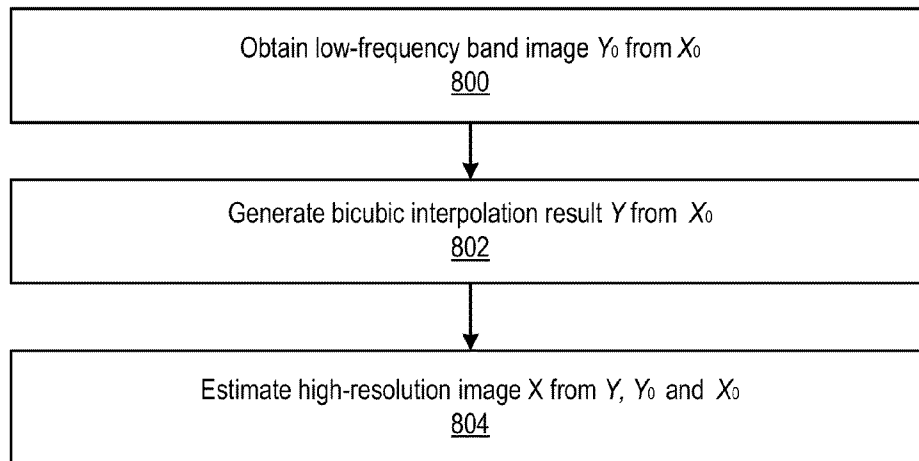 Obtain low-frequency band image Y₀ from X₀
800
Generate bicubic interpolation result Y from X₀
802
Estimate high-resolution image X from Y, Y₀ and X₀
804